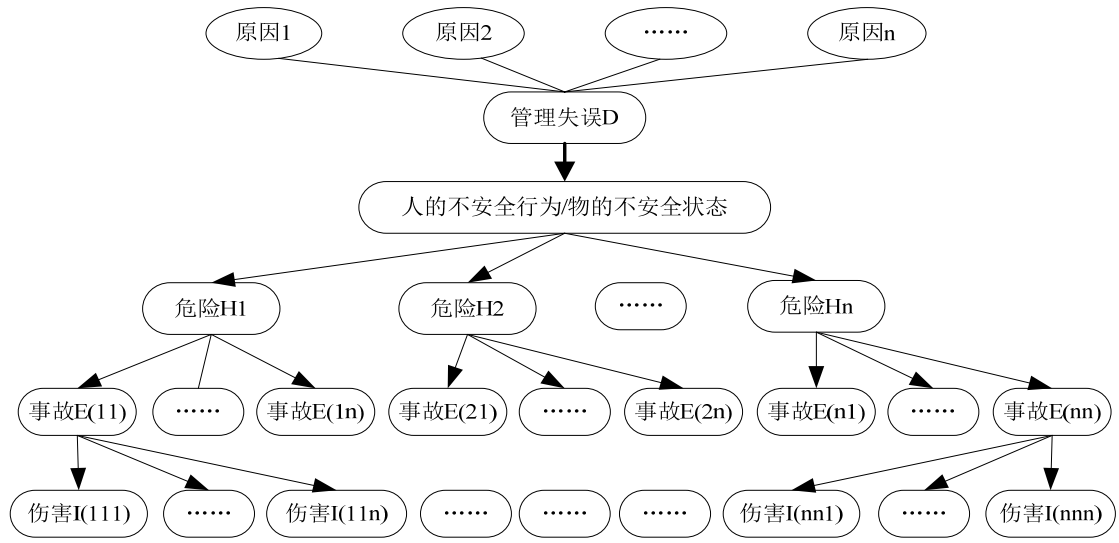 原因1 原因2 …… 原因n
管理失误D
人的不安全行为/物的不安全状态
危险H1 危险H2 …… 危险Hn
事故E(11) …… 事故E(1n) 事故E(21) …… 事故E(2n) 事故E(n1) …… 事故E(nn)
伤害I(111) …… 伤害I(11n) …… …… …… 伤害I(nn1) …… 伤害I(nnn)